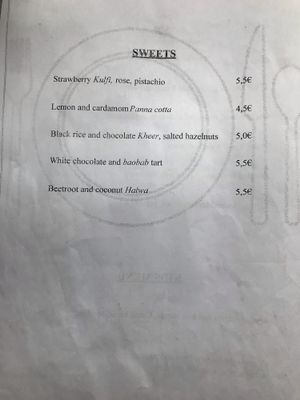 SWEETS
Strawberry Kulfi, rose, pistachio 5,5€
Lemon and cardamom Panna cotta 4,5€
Black rice and chocolate Kheer, salted hazelnuts 5,0€
White chocolate and baobab tart 5,5€
Beetroot and coconut Halwa 5,5€